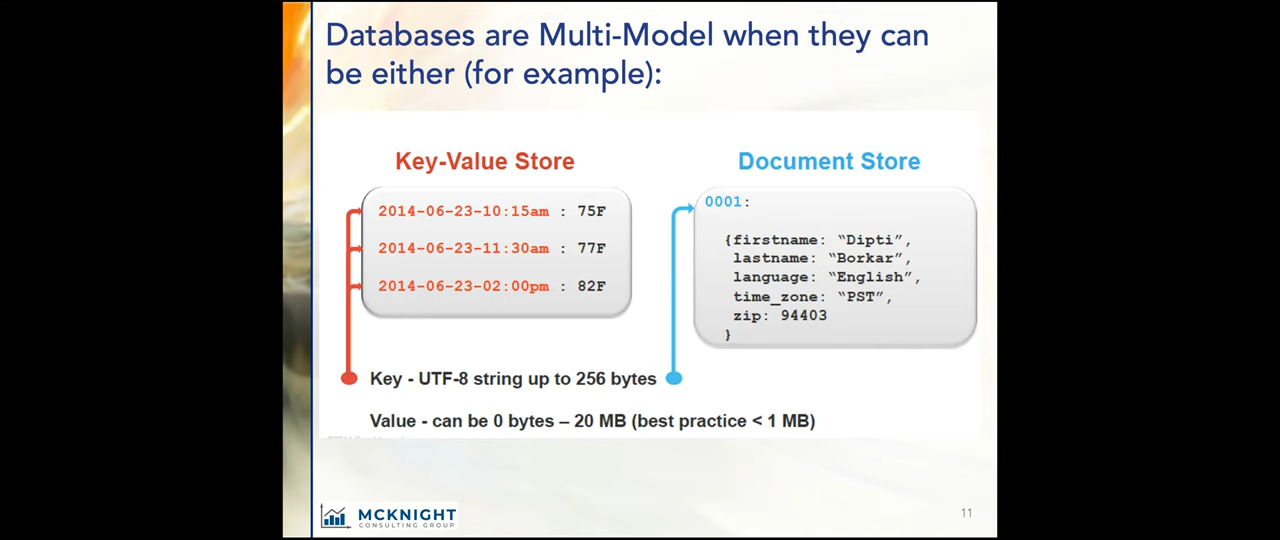 Databases are Multi-Model when they can
be either (for example):
Key-Value Store
2014-06-23-10:15am : 75F
2014-06-23-11:30am : 77F
2014-06-23-02:00pm : 82F
Document Store
0001:
{firstname: “Dipti”,
lastname: “Borkar”,
language: “English”,
time_zone: “PST”,
zip: 94403
}
Key - UTF-8 string up to 256 bytes
Value - can be 0 bytes – 20 MB (best practice < 1 MB)
MCKNIGHT
CONSULTING GROUP
11